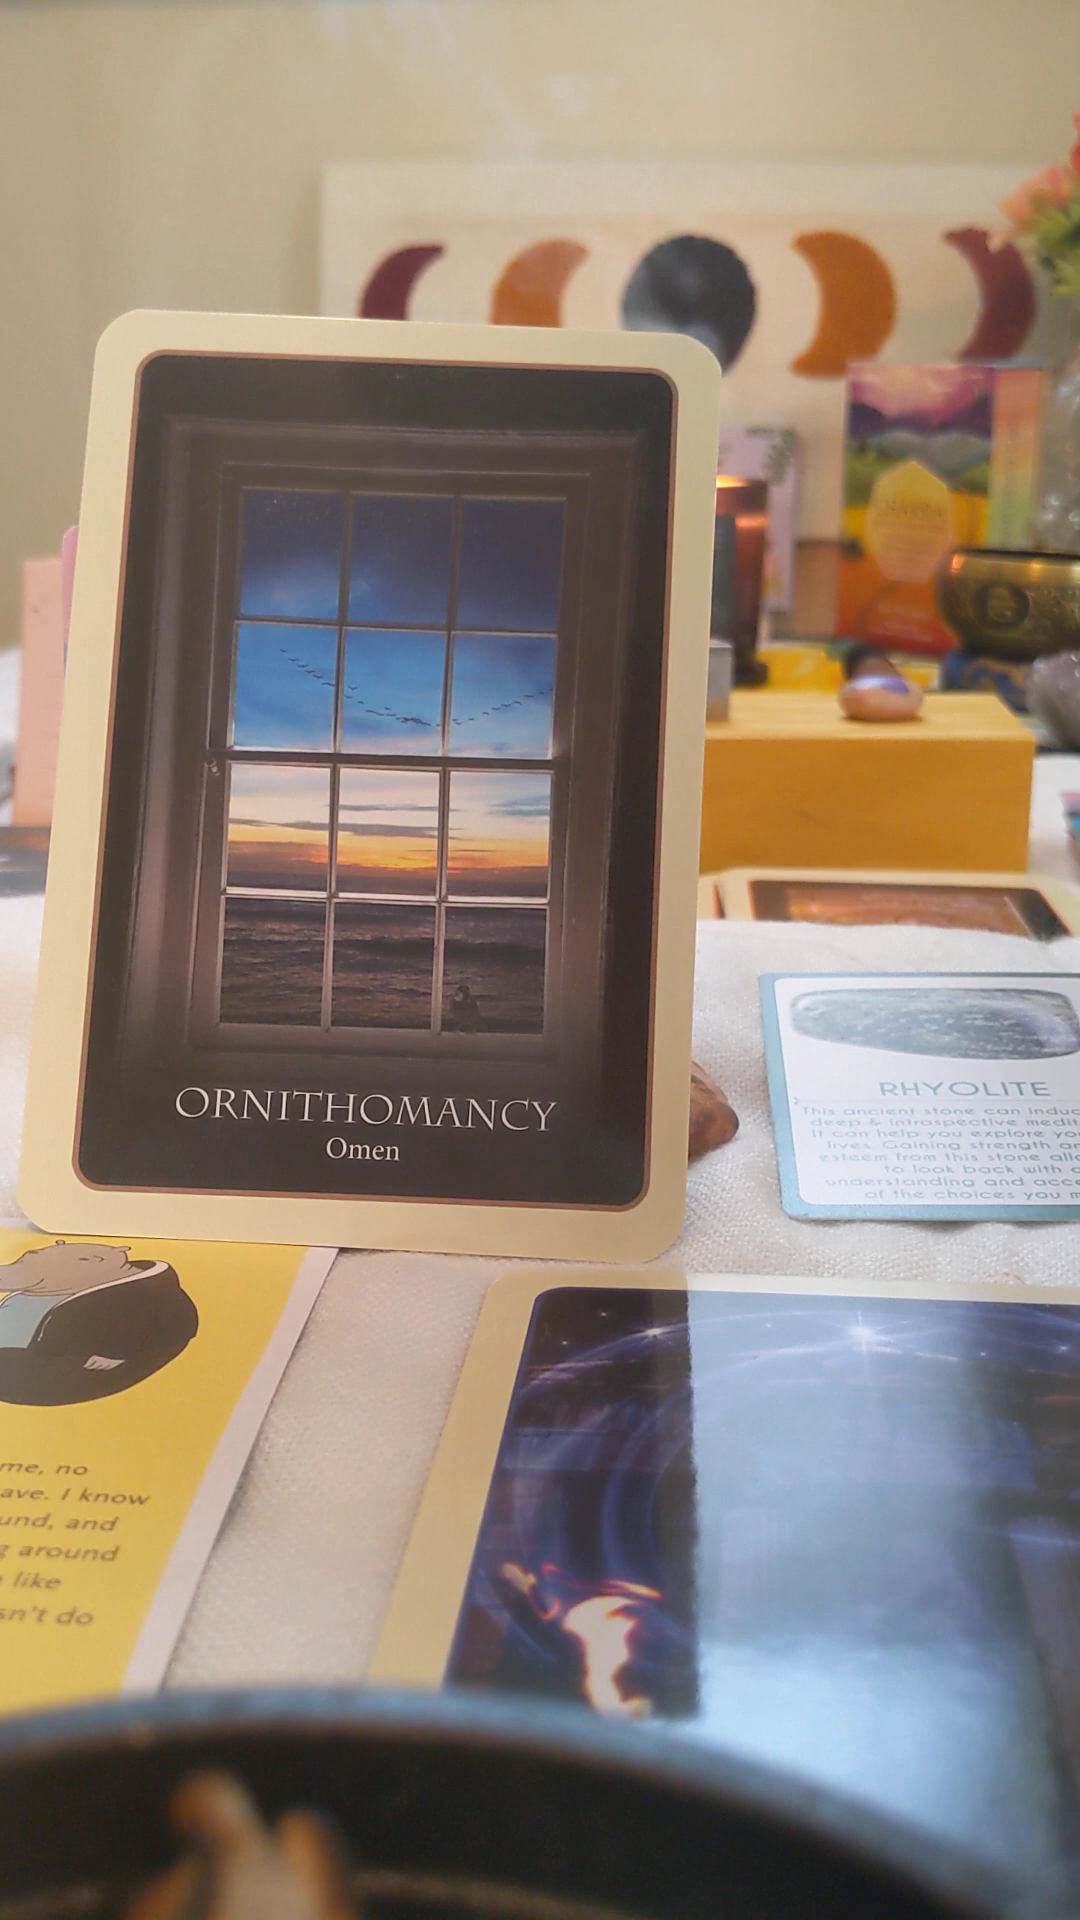 ORNITHOMANCY
Omen
RHYOLITE
This ancient stone can induc
deep & introspective medit
It can help you explore yo
lives. Gaining strength an
esteem from this stone allo
to look back with c
understanding and acce
of the choices you m
me, no
ave. I know
und, and
g around
like
sn't do